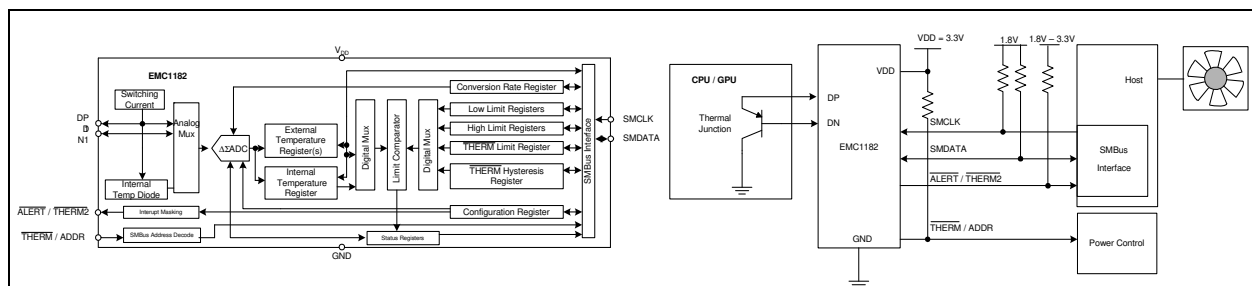 VDD
EMC1182
Switching
Current
DP
D
N1
Analog
Mux
Internal
Temp Diode
ΔΣADC
External
Temperature
Register(s)
Internal
Temperature
Register
Digital Mux
Limit Comparator
Digital Mux
Conversion Rate Register
Low Limit Registers
High Limit Registers
THERM Limit Register
THERM Hysteresis
Register
Configuration Register
SMBus Interface
SMCLK
SMDATA
ALERT / THERM2
Interupt Masking
THERM / ADDR
SMBus Address Decode
Status Registers
GND
CPU / GPU
Thermal
Junction
VDD = 3.3V
1.8V
1.8V – 3.3V
VDD
DP
DN
EMC1182
GND
Host
SMCLK
SMDATA
ALERT / THERM2
SMBus
Interface
THERM / ADDR
Power Control